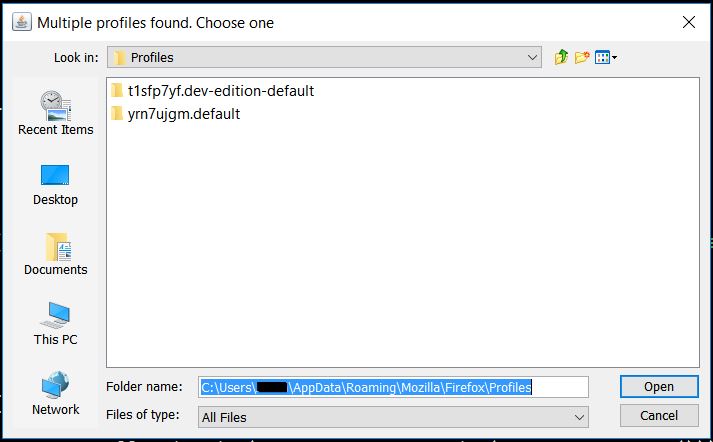 Multiple profiles found. Choose one
Look in: Profiles
t1sfp7yf.dev-edition-default
yrn7ujgm.default
Recent Items
Desktop
Documents
This PC
Network
Folder name: C:\Users\ \AppData\Roaming\Mozilla\Firefox\Profiles
Open
Files of type: All Files
Cancel